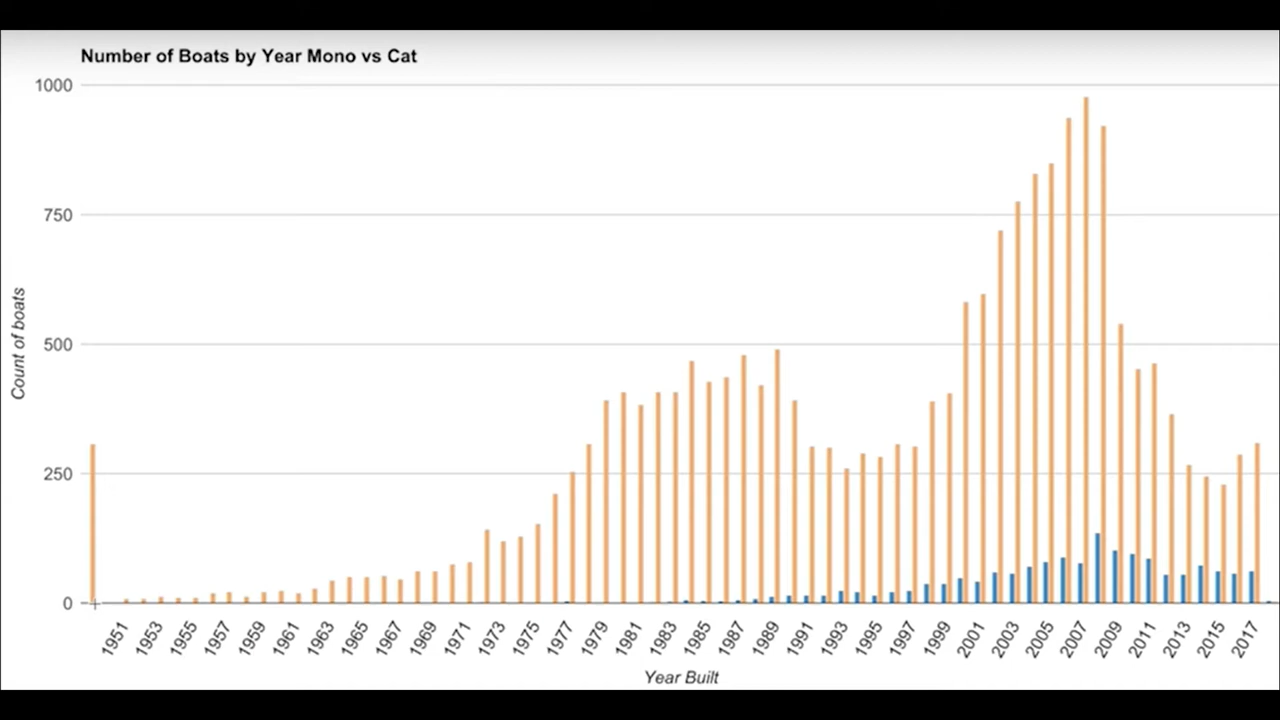 Number of Boats by Year Mono vs Cat
1000
750
500
250
0
Count of boats
1951 1953 1955 1957 1959 1961 1963 1965 1967 1969 1971 1973 1975 1977 1979 1981 1983 1985 1987 1989 1991 1993 1995 1997 1999 2001 2003 2005 2007 2009 2011 2013 2015 2017
Year Built